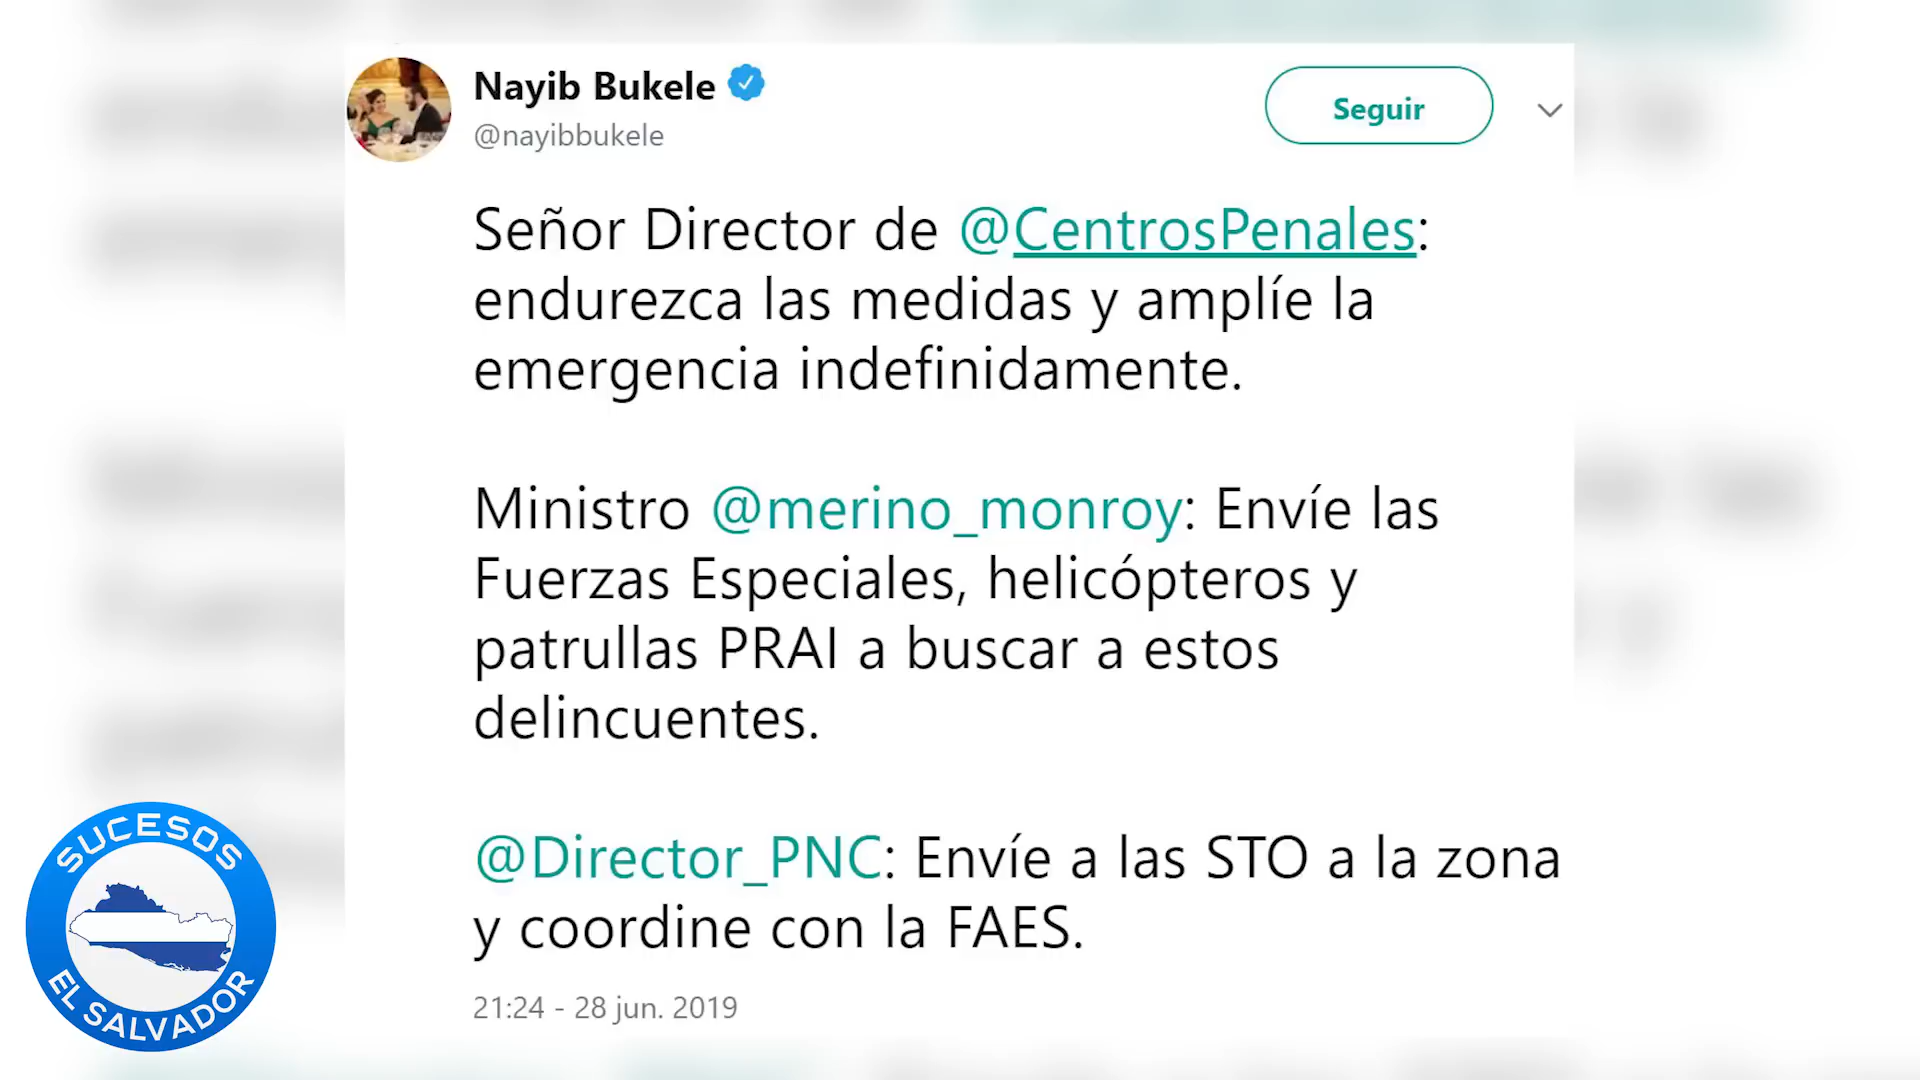 Nayib Bukele
@nayibbukele
Seguir
Señor Director de @CentrosPenales:
endurezca las medidas y amplíe la
emergencia indefinidamente.
Ministro @merino_monroy: Envíe las
Fuerzas Especiales, helicópteros y
patrullas PRAI a buscar a estos
delincuentes.
@Director_PNC: Envíe a las STO a la zona
y coordine con la FAES.
21:24 - 28 jun. 2019
SUCESOS
EL SALVADOR